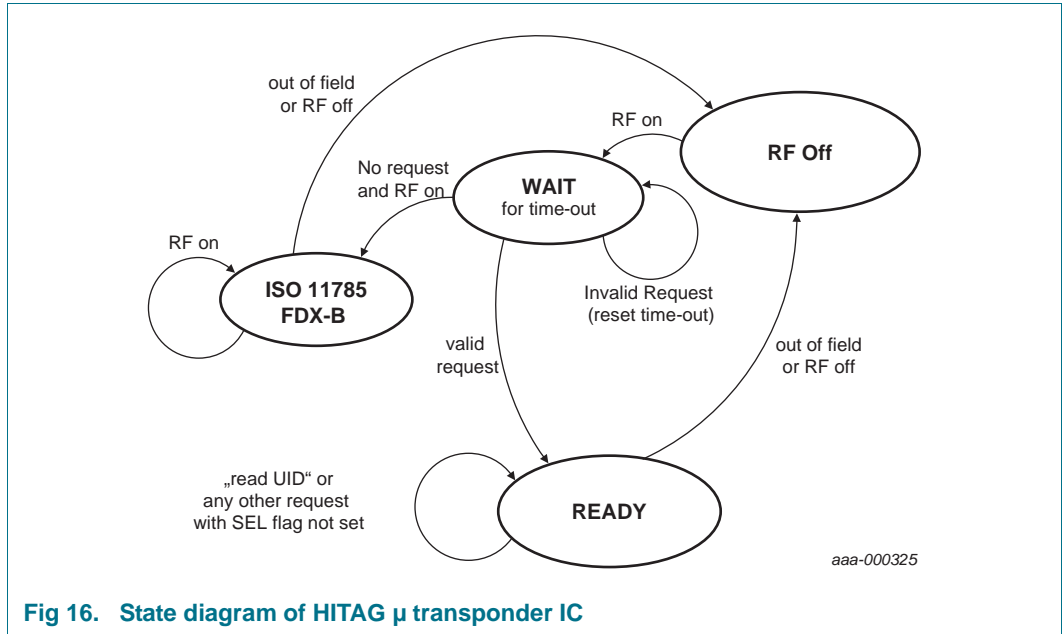 out of field
or RF off
RF on
RF Off
No request
and RF on
WAIT
for time-out
RF on
ISO 11785
FDX-B
Invalid Request
(reset time-out)
valid
request
out of field
or RF off
„read UID“ or
any other request
with SEL flag not set
READY
aaa-000325
Fig 16. State diagram of HITAG µ transponder IC